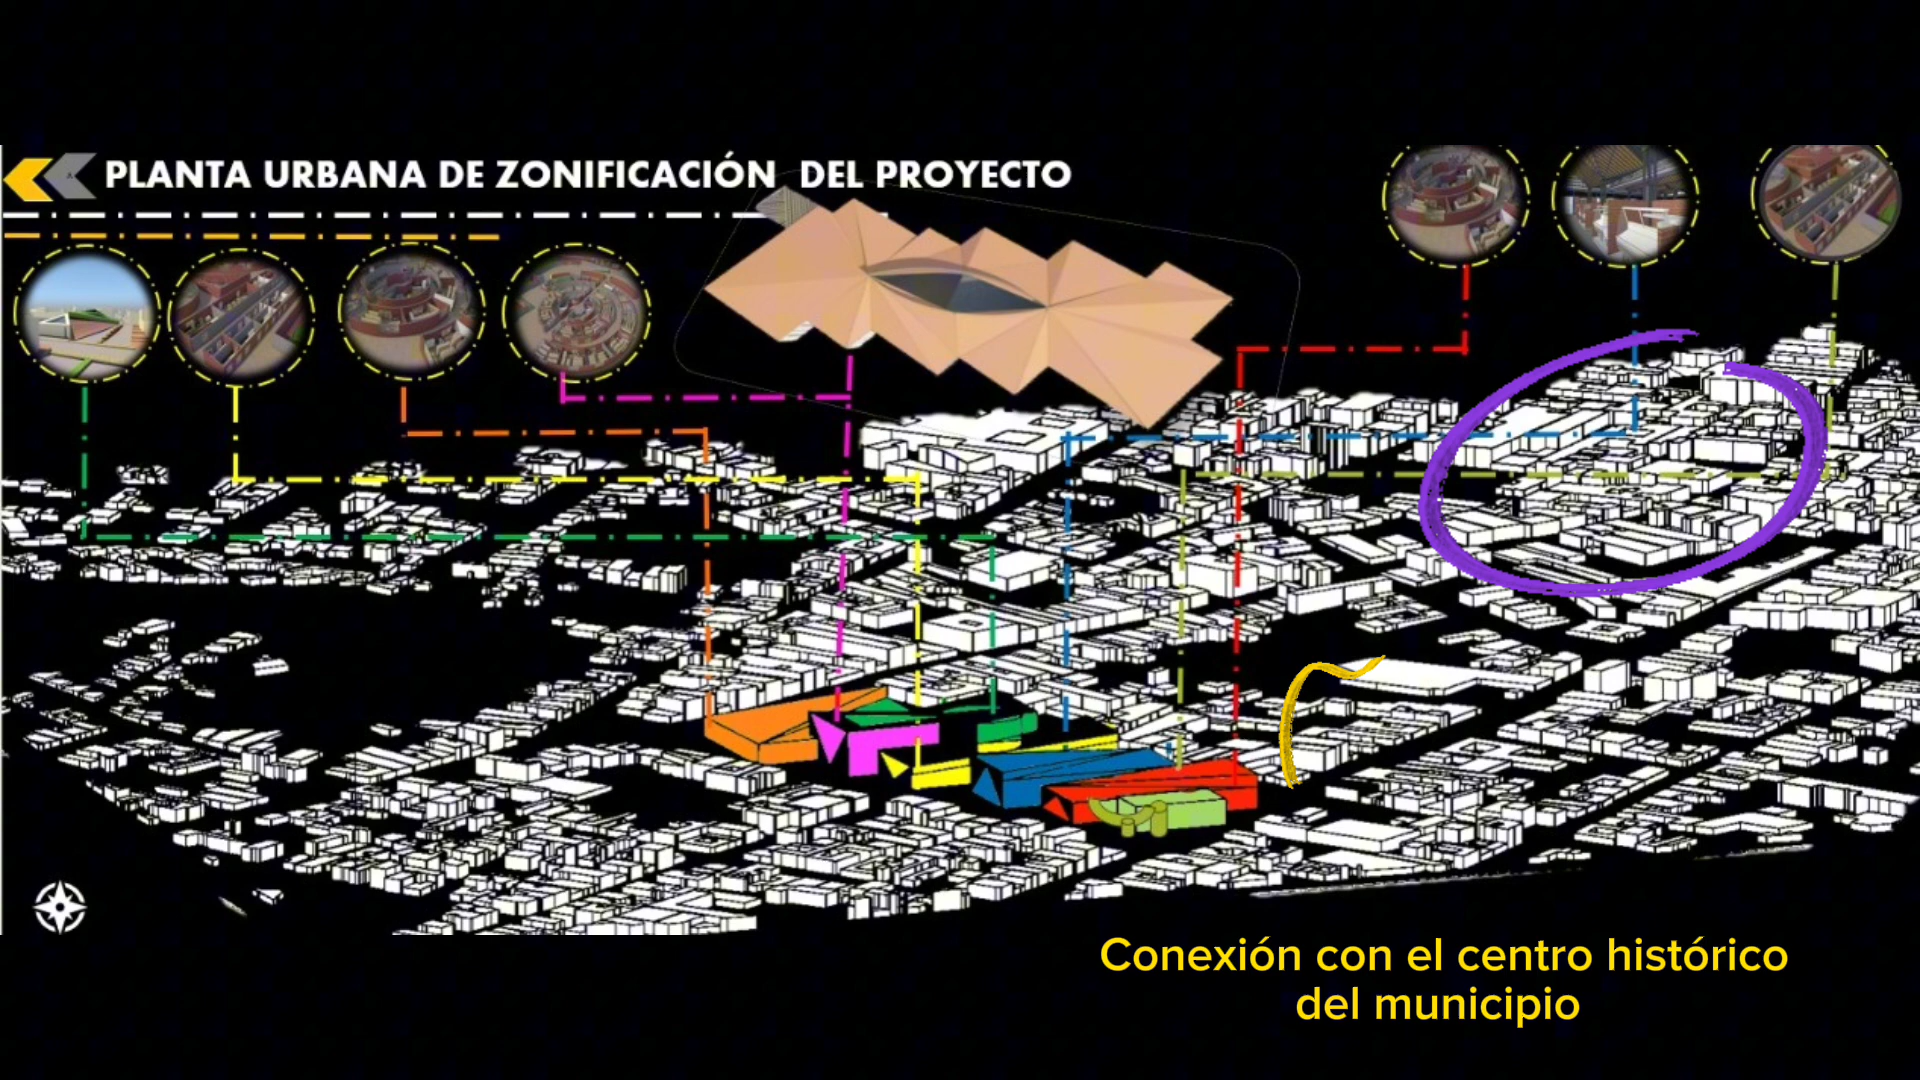 PLANTA URBANA DE ZONIFICACIÓN DEL PROYECTO
Conexión con el centro histórico
del municipio